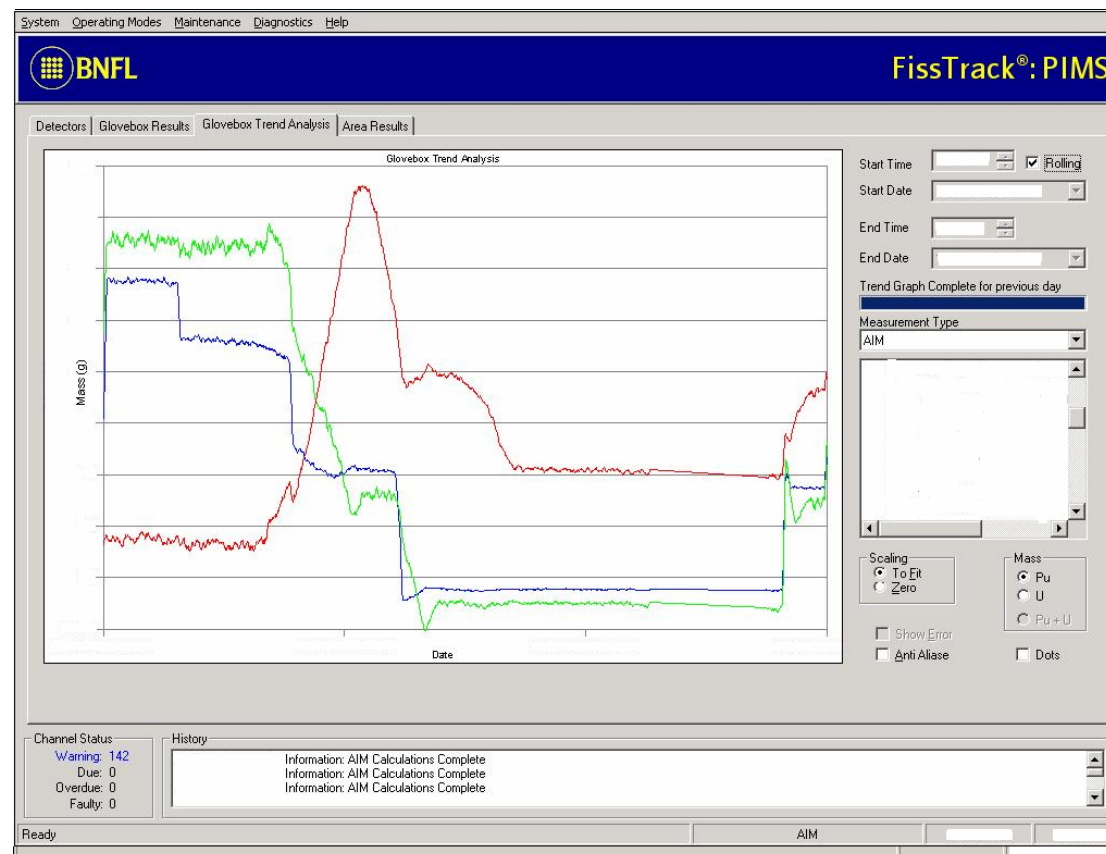 System Operating Modes Maintenance Diagnostics Help
BNFL
FissTrack®: PIMS
Detectors Glovebox Results Glovebox Trend Analysis Area Results
Glovebox Trend Analysis
Mass (g)
Date
Start Time
Rolling
Start Date
End Time
End Date
Trend Graph Complete for previous day
Measurement Type
AIM
Scaling
To Fit
Zero
Mass
Pu
U
Pu + U
Show Error
Anti Aliase
Dots
Channel Status
Warning: 142
Due: 0
Overdue: 0
Faulty: 0
History
Information: AIM Calculations Complete
Information: AIM Calculations Complete
Information: AIM Calculations Complete
Ready
AIM